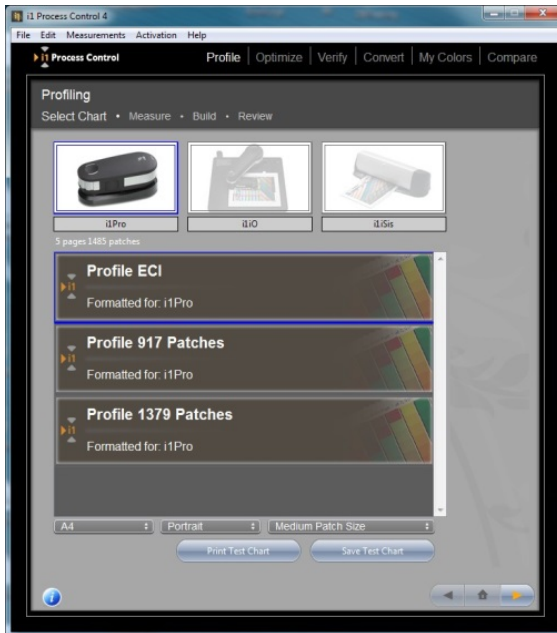 i1 Process Control 4
File Edit Measurements Activation Help
i1 Process Control
Profile | Optimize | Verify | Convert | My Colors | Compare
Profiling
Select Chart • Measure • Build • Review
i1Pro i1iO i1iSis
5 pages 1485 patches
i1
Profile ECI
Formatted for: i1Pro
i1
Profile 917 Patches
Formatted for: i1Pro
i1
Profile 1379 Patches
Formatted for: i1Pro
A4 Portrait Medium Patch Size
Print Test Chart Save Test Chart